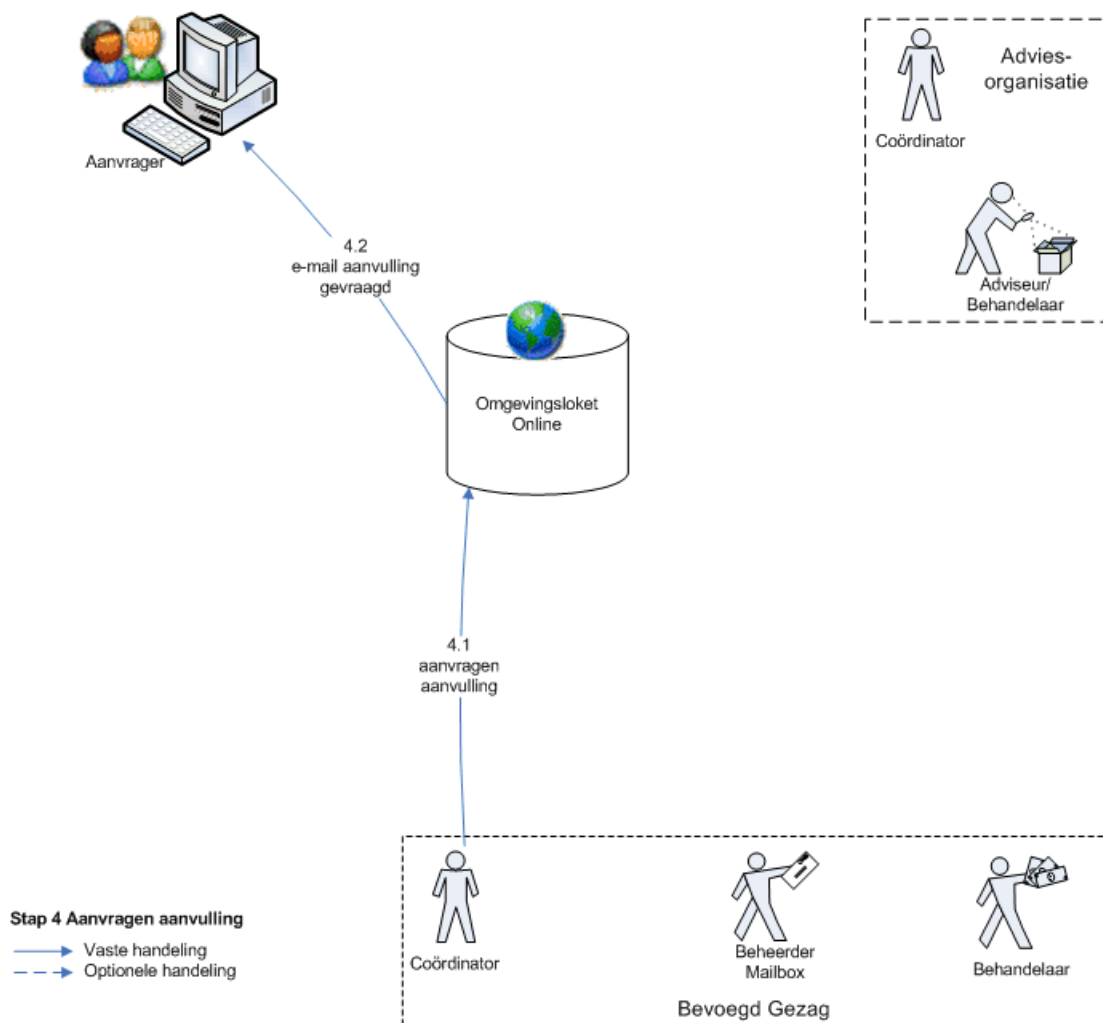 Advies-
organisatie
Coördinator
Aanvrager
Adviseur/
Behandelaar
4.2
e-mail aanvulling
gevraagd
Omgevingsloket
Online
4.1
aanvragen
aanvulling
Stap 4 Aanvragen aanvulling
Vaste handeling
Optionele handeling
Coördinator
Beheerder
Mailbox
Behandelaar
Bevoegd Gezag